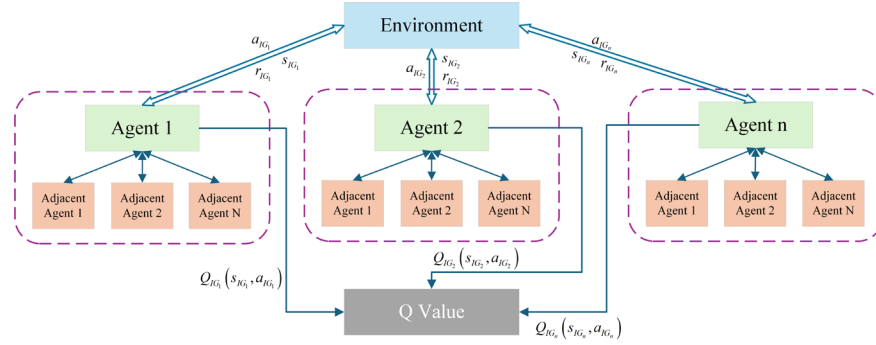 Environment
a_{IG_1}
s_{IG_1}
r_{IG_1}
a_{IG_2}
s_{IG_2}
r_{IG_2}
a_{IG_n}
s_{IG_n}
r_{IG_n}
Agent 1
Agent 2
Agent n
Adjacent
Agent 1
Adjacent
Agent 2
Adjacent
Agent N
Adjacent
Agent 1
Adjacent
Agent 2
Adjacent
Agent N
Adjacent
Agent 1
Adjacent
Agent 2
Adjacent
Agent N
Q_{IG_1}(s_{IG_1}, a_{IG_1})
Q_{IG_2}(s_{IG_2}, a_{IG_2})
Q Value
Q_{IG_n}(s_{IG_n}, a_{IG_n})